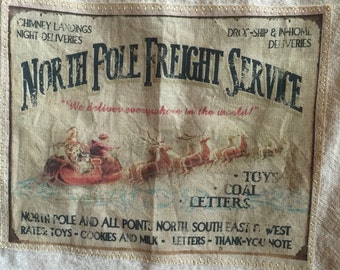 CHIMNEY LANDINGS
NIGHT DELIVERIES
DROP-SHIP & IN-HOME
DELIVERIES
NORTH POLE FREIGHT SERVICE
"We deliver everywhere in the world!"
· TOYS
· COAL
· LETTERS
NORTH POLE AND ALL POINTS NORTH, SOUTH EAST & WEST
RATES: TOYS - COOKIES AND MILK · LETTERS - THANK-YOU NOTE